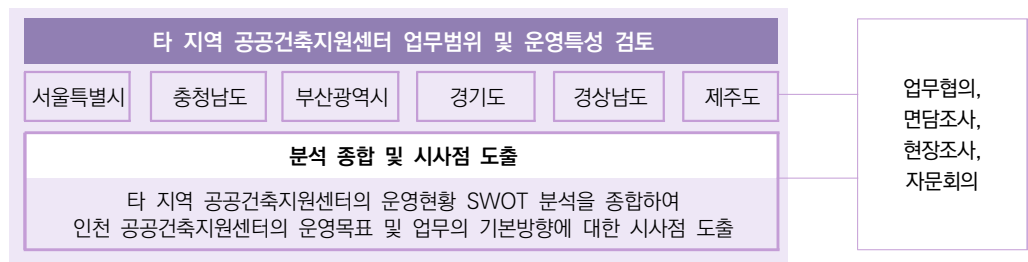 타 지역 공공건축지원센터 업무범위 및 운영특성 검토
서울특별시 충청남도 부산광역시 경기도 경상남도 제주도
분석 종합 및 시사점 도출
타 지역 공공건축지원센터의 운영현황 SWOT 분석을 종합하여
인천 공공건축지원센터의 운영목표 및 업무의 기본방향에 대한 시사점 도출
업무협의,
면담조사,
현장조사,
자문회의